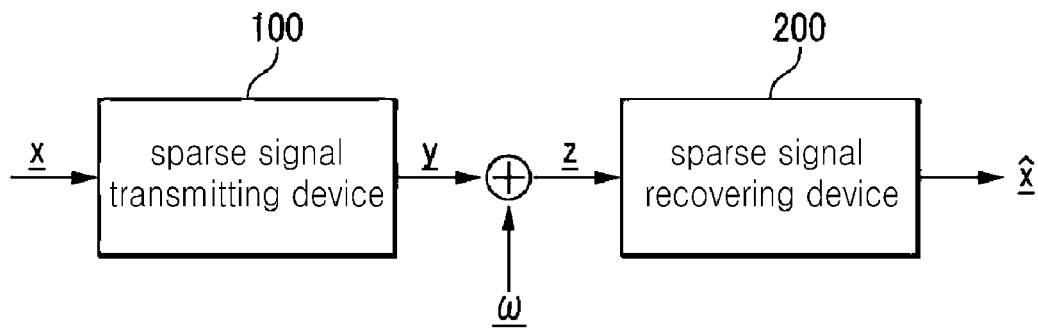 100
200
x
sparse signal
transmitting device
y
z
sparse signal
recovering device
x̂
ω